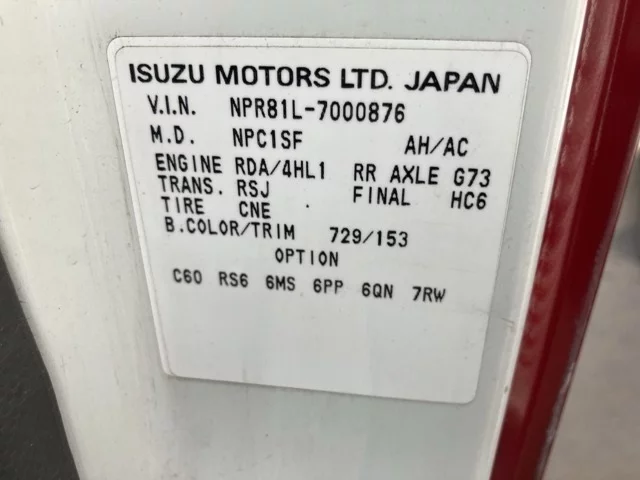 ISUZU MOTORS LTD. JAPAN
V.I.N. NPR81L-7000876
M.D. NPC1SF AH/AC
ENGINE RDA/4HL1 RR AXLE G73
TRANS. RSJ FINAL HC6
TIRE CNE
B.COLOR/TRIM 729/153
OPTION
C60 RS6 6MS 6PP 6QN 7RW